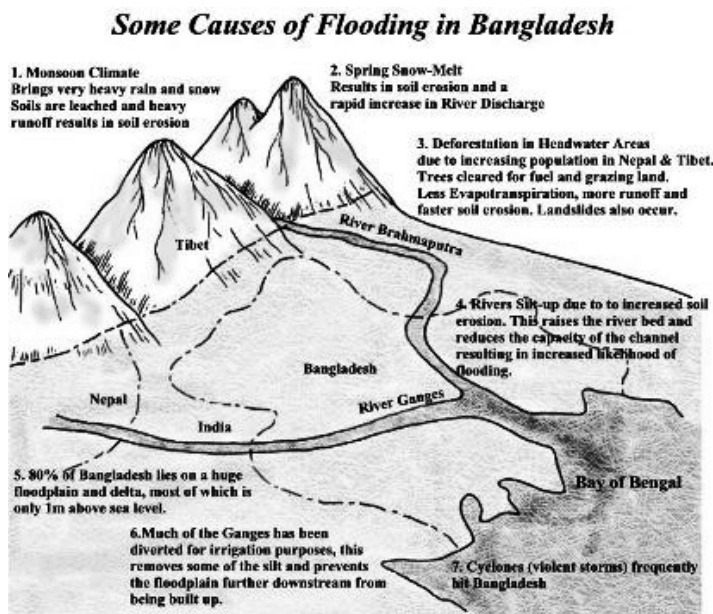 Some Causes of Flooding in Bangladesh
1. Monsoon Climate
Brings very heavy rain and snow
Soils are leached and heavy
runoff results in soil erosion
2. Spring Snow-Melt
Results in soil erosion and a
rapid increase in River Discharge
3. Deforestation in Headwater Areas
due to increasing population in Nepal & Tibet.
Trees cleared for fuel and grazing land.
Less Evapotranspiration, more runoff and
faster soil erosion. Landslides also occur.
Tibet
River Brahmaputra
4. Rivers Silt-up due to to increased soil
erosion. This raises the river bed and
reduces the capacity of the channel
resulting in increased likelihood of
flooding.
Bangladesh
Nepal
River Ganges
India
5. 80% of Bangladesh lies on a huge
floodplain and delta, most of which is
only 1m above sea level.
Bay of Bengal
6.Much of the Ganges has been
diverted for irrigation purposes, this
removes some of the silt and prevents
the floodplain further downstream from
being built up.
7. Cyclones (violent storms) frequently
hit Bangladesh